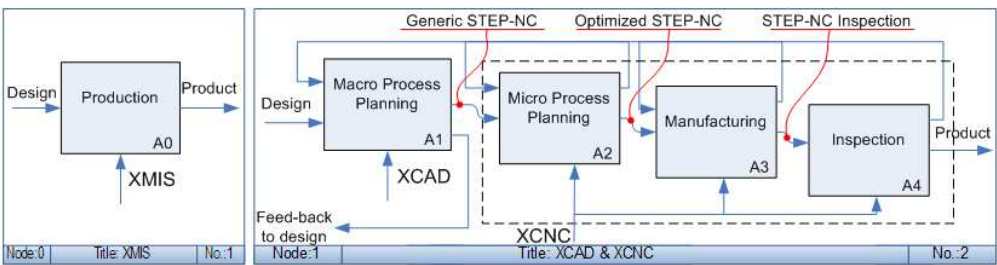 Design
Production
A0
Product
XMIS
Node:0
Title: XMIS
No.:1
Generic STEP-NC
Optimized STEP-NC
STEP-NC Inspection
Design
Macro Process
Planning
A1
Micro Process
Planning
A2
Manufacturing
A3
Inspection
A4
Product
XCAD
Feed-back
to design
XCNC
Node:1
Title: XCAD & XCNC
No.:2